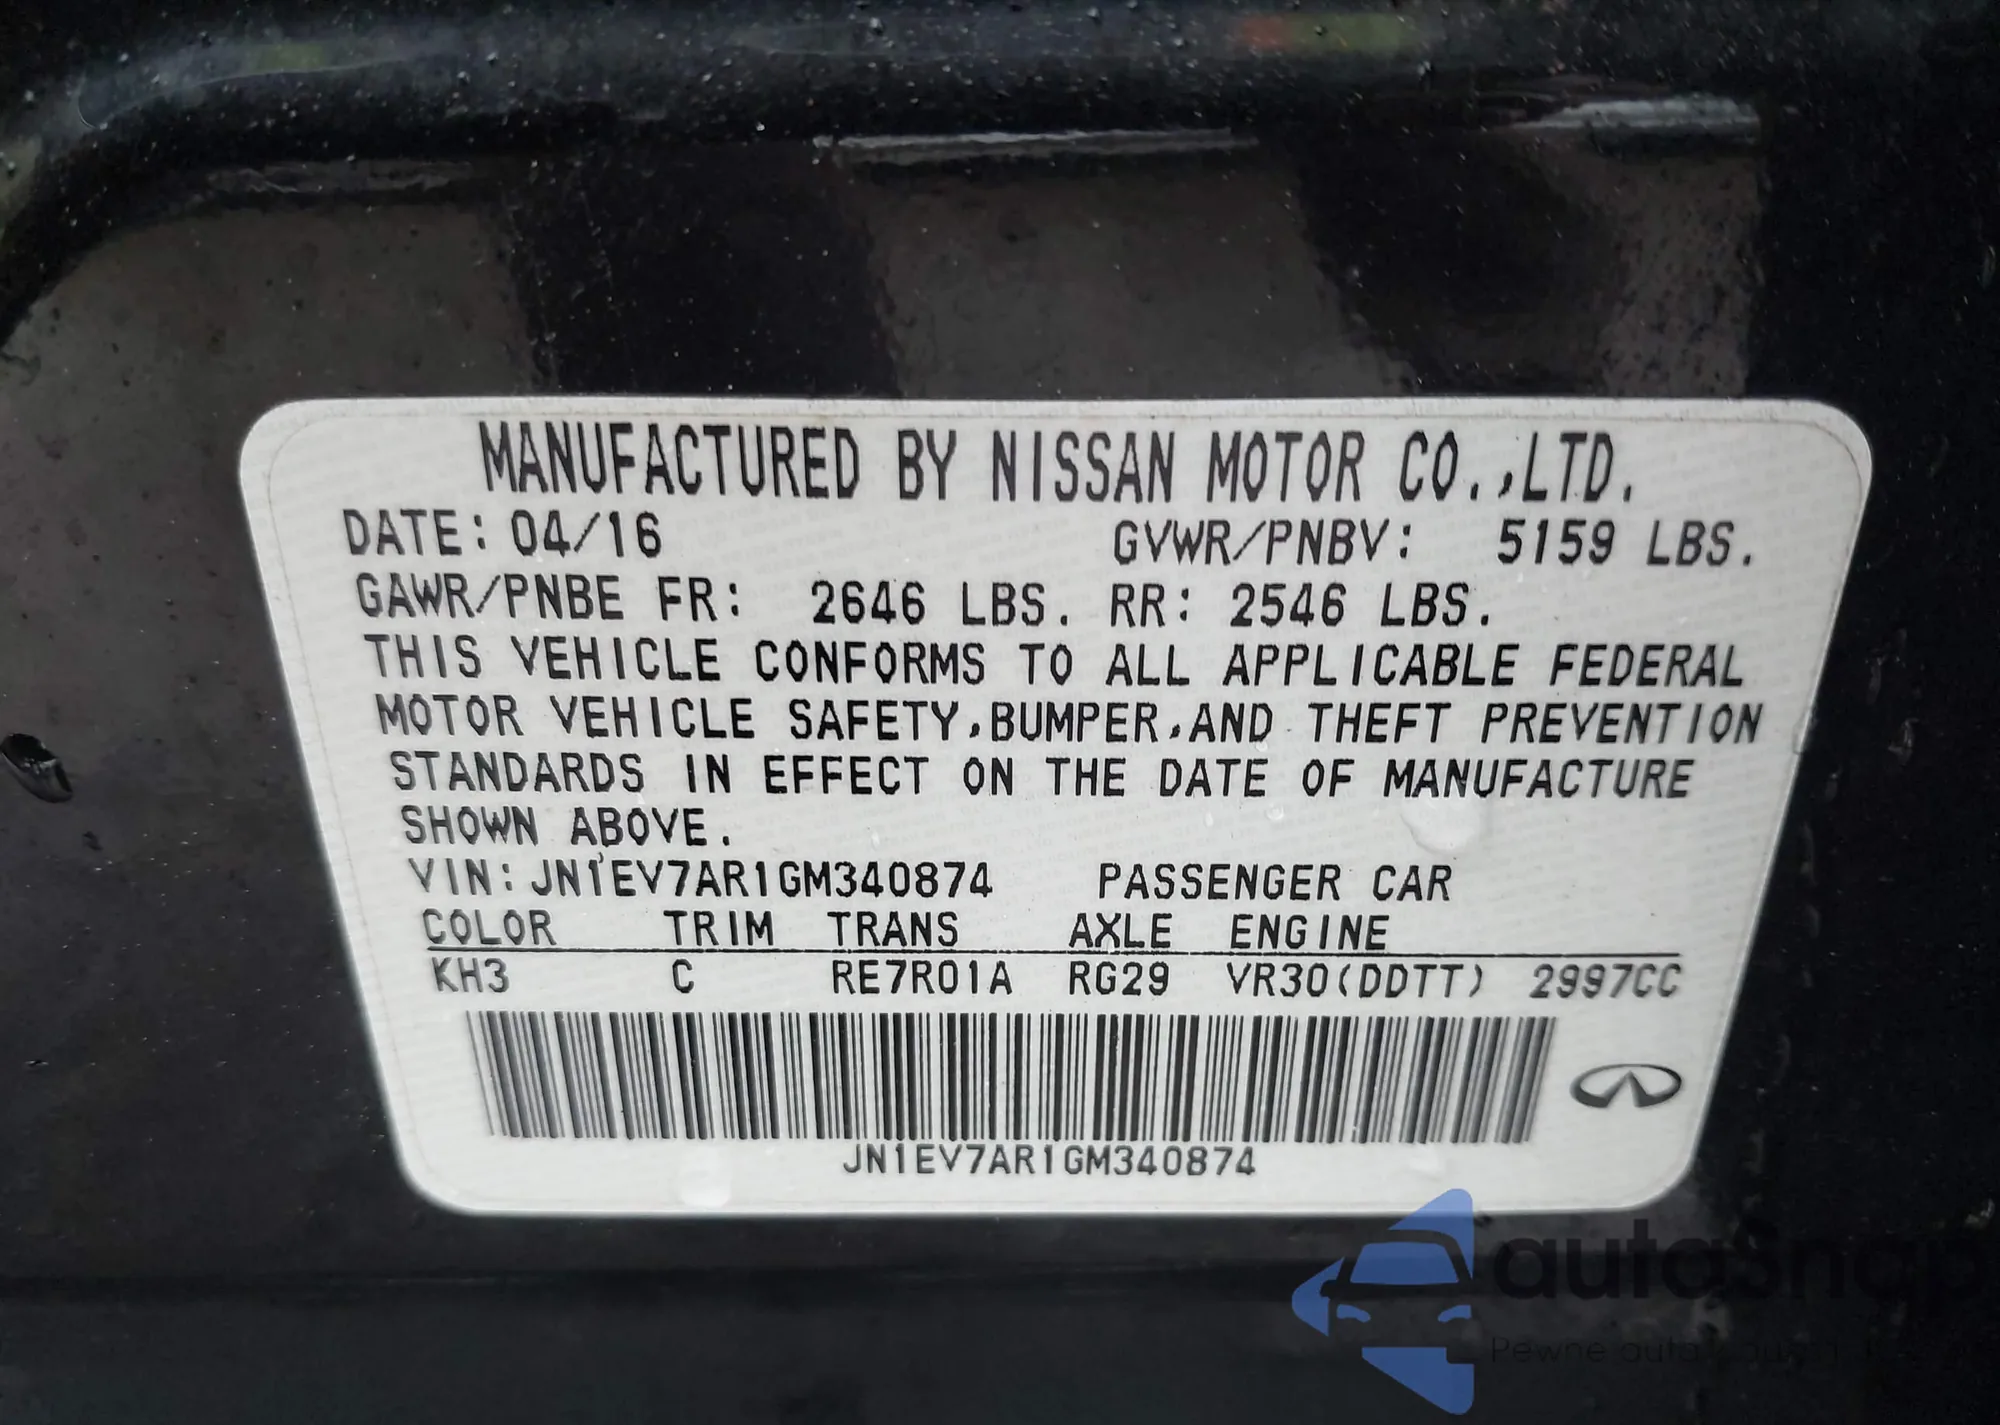 MANUFACTURED BY NISSAN MOTOR CO.,LTD.
DATE: 04/16 GVWR/PNBV: 5159 LBS.
GAWR/PNBE FR: 2646 LBS. RR: 2546 LBS.
THIS VEHICLE CONFORMS TO ALL APPLICABLE FEDERAL
MOTOR VEHICLE SAFETY,BUMPER,AND THEFT PREVENTION
STANDARDS IN EFFECT ON THE DATE OF MANUFACTURE
SHOWN ABOVE.
VIN:JN1EV7AR1GM340874 PASSENGER CAR
COLOR TRIM TRANS AXLE ENGINE
KH3 C RE7R01A RG29 VR30(DDTT) 2997CC
JN1EV7AR1GM340874
autoSnap
Pewne auto